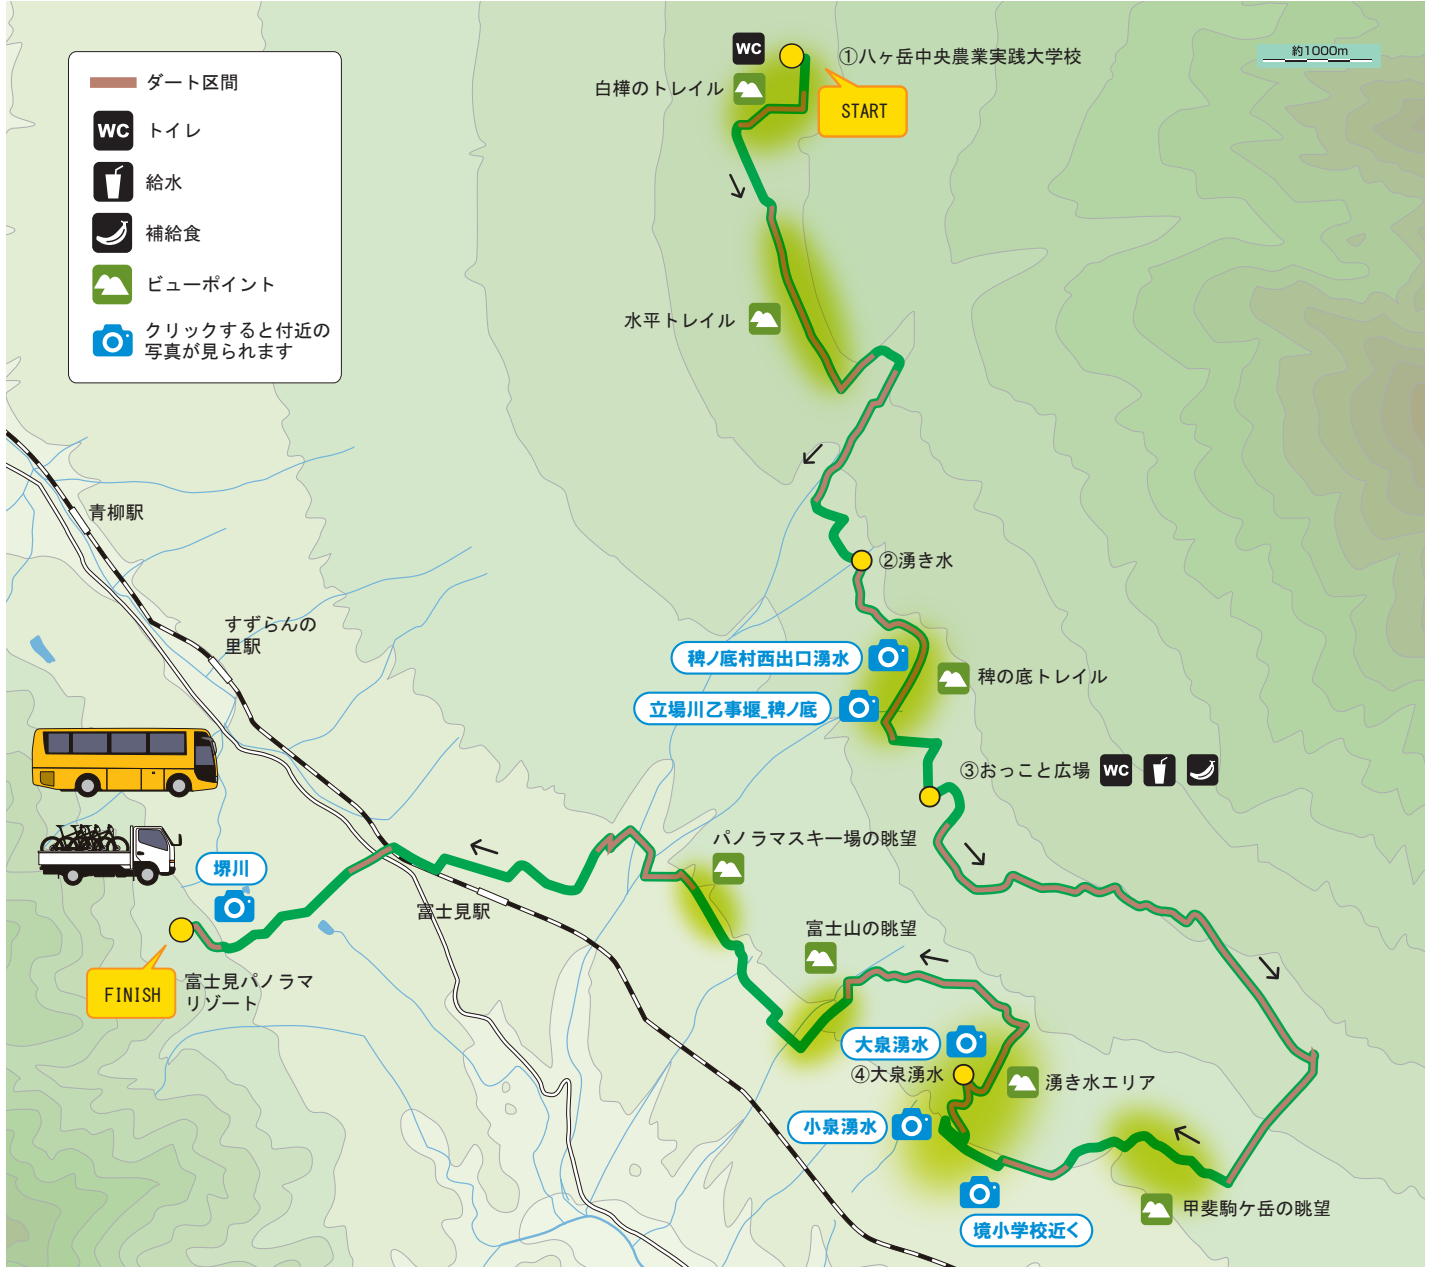 ダート区間
WC
トイレ
給水
補給食
ビューポイント
クリックすると付近の
写真が見られます
WC
①八ヶ岳中央農業実践大学校
約1000m
白樺のトレイル
START
水平トレイル
青柳駅
②湧き水
すずらんの
里駅
稗ノ底村西出口湧水
稗の底トレイル
立場川乙事堰_稗ノ底
③おっこと広場
WC
パノラマスキー場の眺望
堺川
富士見駅
富士山の眺望
FINISH
富士見パノラマ
リゾート
大泉湧水
④大泉湧水
湧き水エリア
小泉湧水
甲斐駒ケ岳の眺望
境小学校近く